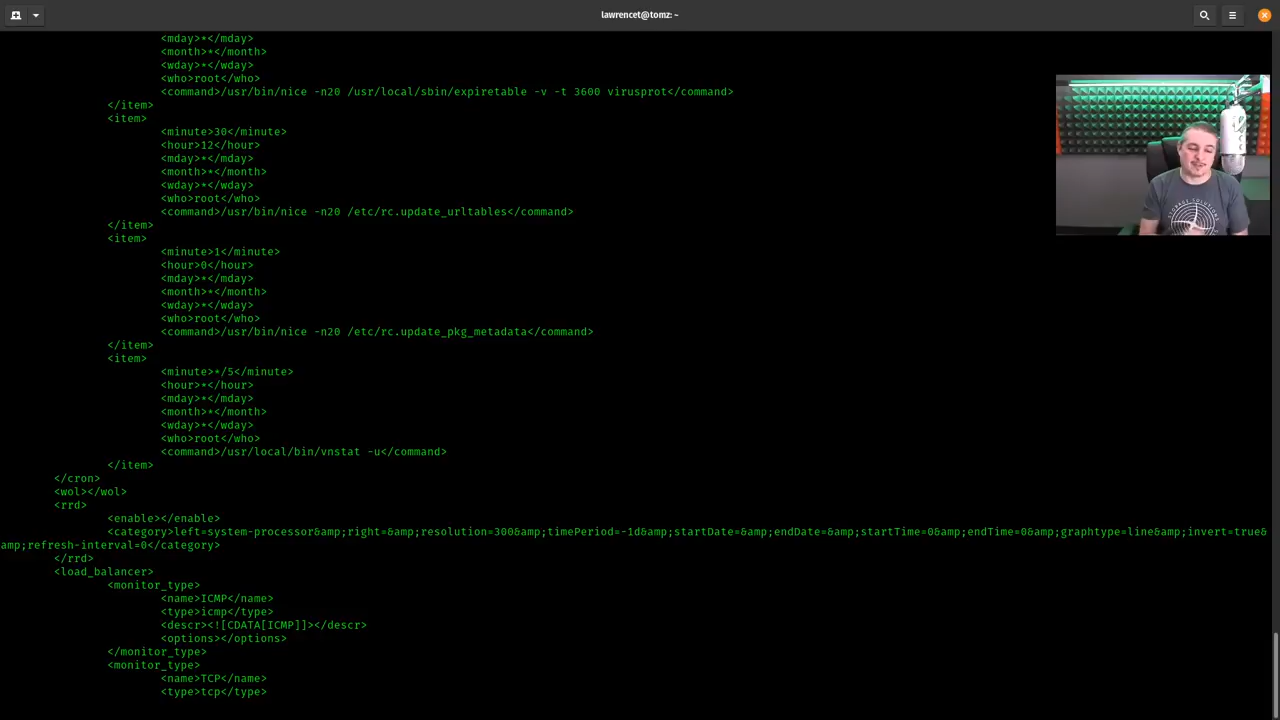 lawrencet@tomz: ~
<mday>*</mday>
<month>*</month>
<wday>*</wday>
<who>root</who>
<command>/usr/bin/nice -n20 /usr/local/sbin/expiretable -v -t 3600 virusprot</command>
</item>
<item>
<minute>30</minute>
<hour>12</hour>
<mday>*</mday>
<month>*</month>
<wday>*</wday>
<who>root</who>
<command>/usr/bin/nice -n20 /etc/rc.update_urltables</command>
</item>
<item>
<minute>1</minute>
<hour>0</hour>
<mday>*</mday>
<month>*</month>
<wday>*</wday>
<who>root</who>
<command>/usr/bin/nice -n20 /etc/rc.update_pkg_metadata</command>
</item>
<item>
<minute>*/5</minute>
<hour>*</hour>
<mday>*</mday>
<month>*</month>
<wday>*</wday>
<who>root</who>
<command>/usr/local/bin/vnstat -u</command>
</item>
</cron>
<wol></wol>
<rrd>
<enable></enable>
<category>left=system-processor&amp;right=&amp;resolution=300&amp;timePeriod=-1d&amp;startDate=&amp;endDate=&amp;startTime=0&amp;endTime=0&amp;graphtype=line&amp;invert=true&
amp;refresh-interval=0</category>
</rrd>
<load_balancer>
<monitor_type>
<name>ICMP</name>
<type>icmp</type>
<descr><![CDATA[ICMP]]></descr>
<options></options>
</monitor_type>
<monitor_type>
<name>TCP</name>
<type>tcp</type>